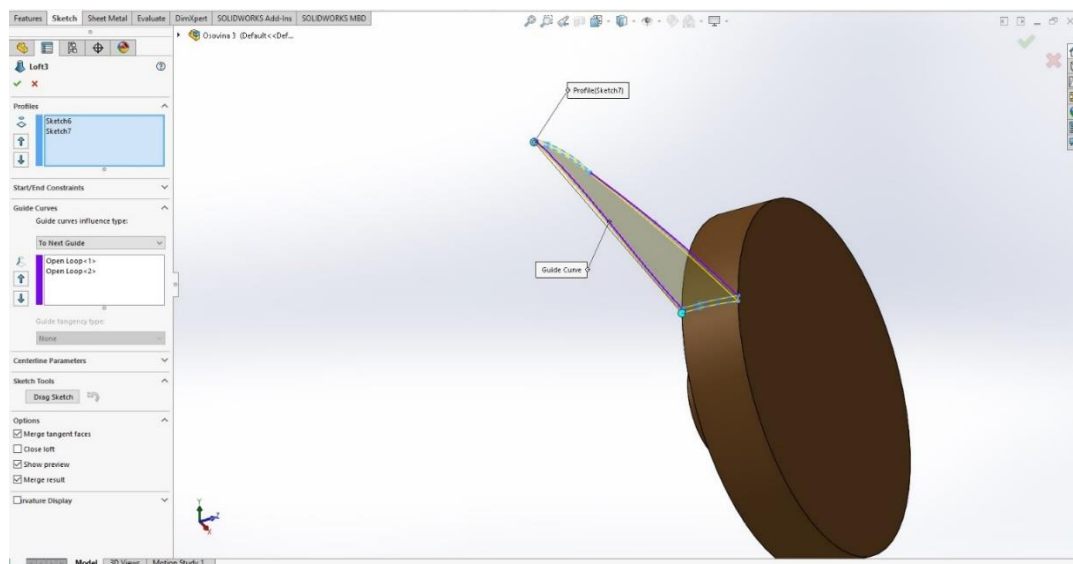 Features Sketch Sheet Metal Evaluate DimXpert SOLIDWORKS Add-Ins SOLIDWORKS MBD
Osovina 3 (Default<<Def...
Loft3
Profiles
Sketch6
Sketch7
Start/End Constraints
Guide Curves
Guide curves influence type:
To Next Guide
Open Loop<1>
Open Loop<2>
Guide tangency type:
None
Centerline Parameters
Sketch Tools
Drag Sketch
Options
Merge tangent faces
Close loft
Show preview
Merge result
Curvature Display
Profile(Sketch7)
Guide Curve
Y
Z
X
Model 3D Views Motion Study 1